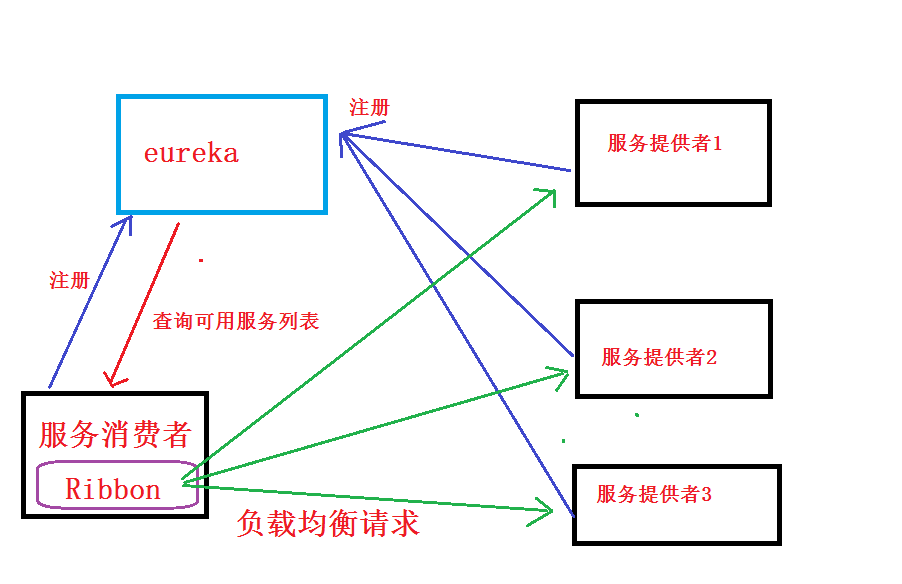 注册
eureka
服务提供者1
注册
查询可用服务列表
服务提供者2
服务消费者
Ribbon
服务提供者3
负载均衡请求